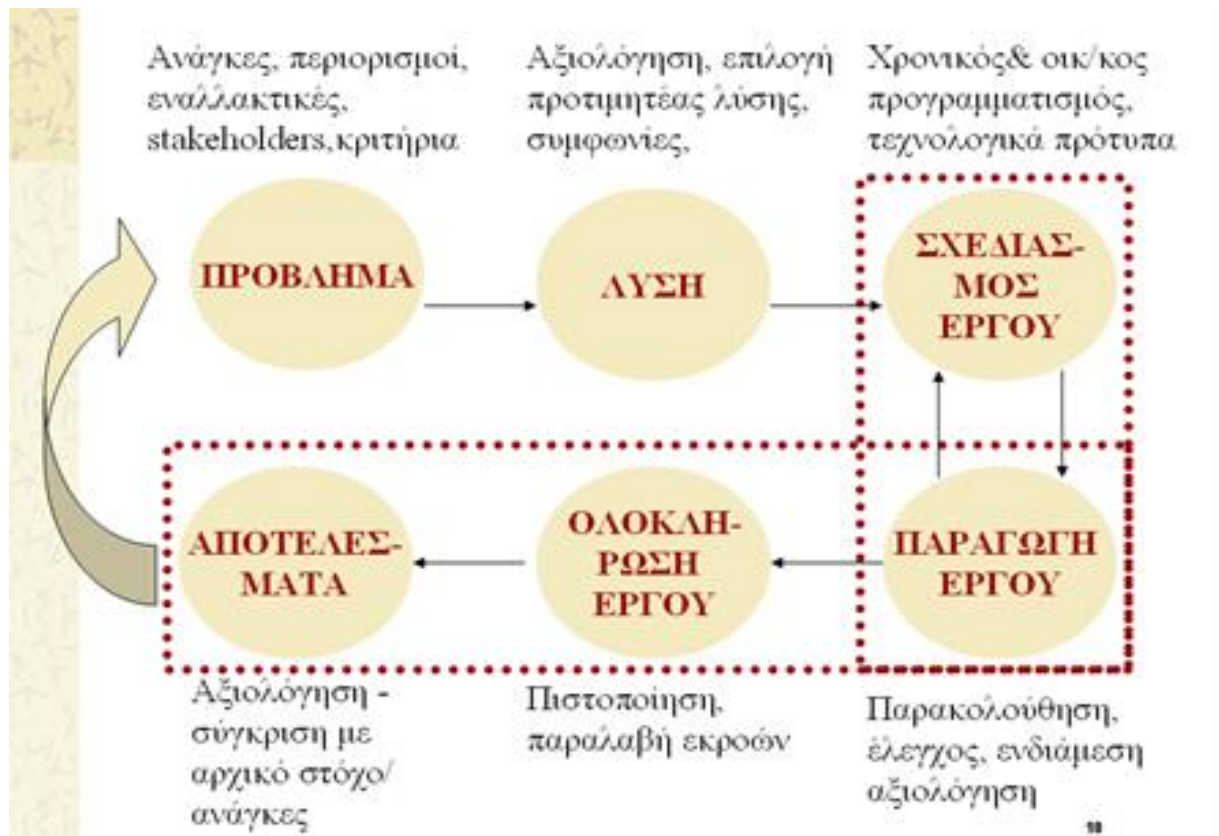 Ανάγκες, περιορισμοί,
εναλλακτικές,
stakeholders,κριτήρια
Αξιολόγηση, επιλογή
προτιμητέας λύσης,
συμφωνίες,
Χρονικός& οικ/κος
προγραμματισμός,
τεχνολογικά πρότυπα
ΠΡΟΒΛΗΜΑ
ΛΥΣΗ
ΣΧΕΔΙΑΣ-
ΜΟΣ
ΕΡΓΟΥ
ΑΠΟΤΕΛΕΣ-
ΜΑΤΑ
ΟΛΟΚΛΗ-
ΡΩΣΗ
ΕΡΓΟΥ
ΠΑΡΑΓΩΓΗ
ΕΡΓΟΥ
Αξιολόγηση -
σύγκριση με
αρχικό στόχο/
ανάγκες
Πιστοποίηση,
παραλαβή εκροών
Παρακολούθηση,
έλεγχος, ενδιάμεση
αξιολόγηση